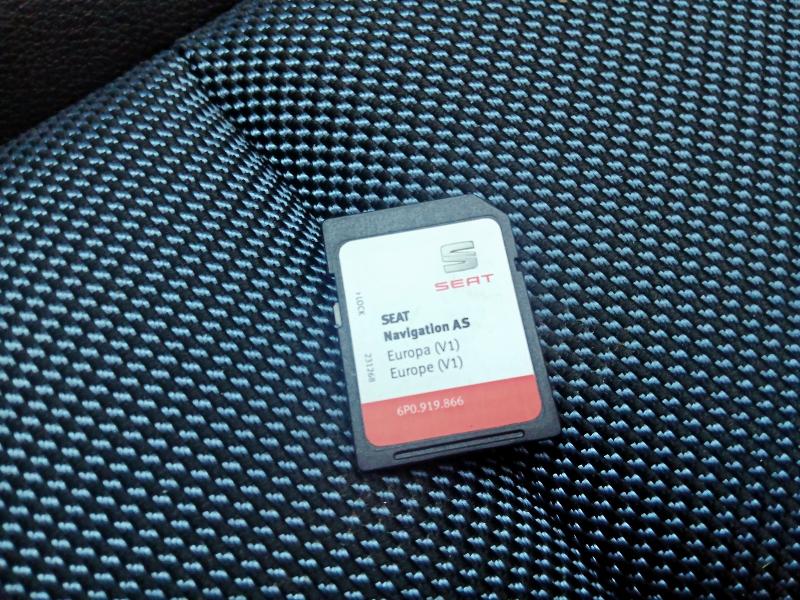 SEAT
LOCK
SEAT
Navigation AS
Europa (V1)
Europe (V1)
231268
6P0.919.866